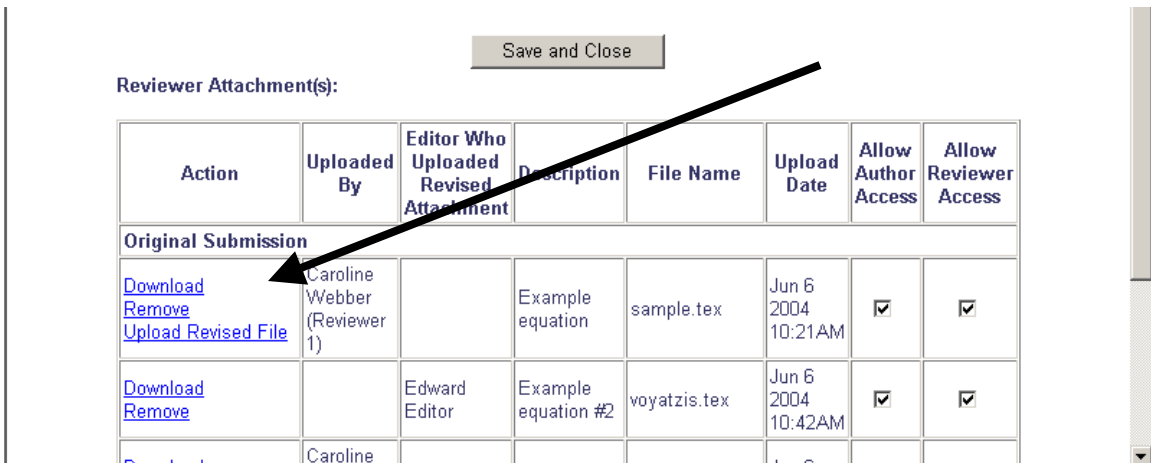 Save and Close
Reviewer Attachment(s):
Action
Uploaded
By
Editor Who
Uploaded
Revised
Attachment
Description
File Name
Upload
Date
Allow
Author
Access
Allow
Reviewer
Access
Original Submission
Download
Remove
Upload Revised File
Caroline
Webber
(Reviewer
1)
Example
equation
sample.tex
Jun 6
2004
10:21AM
Download
Remove
Edward
Editor
Example
equation #2
voyatzis.tex
Jun 6
2004
10:42AM
Caroline